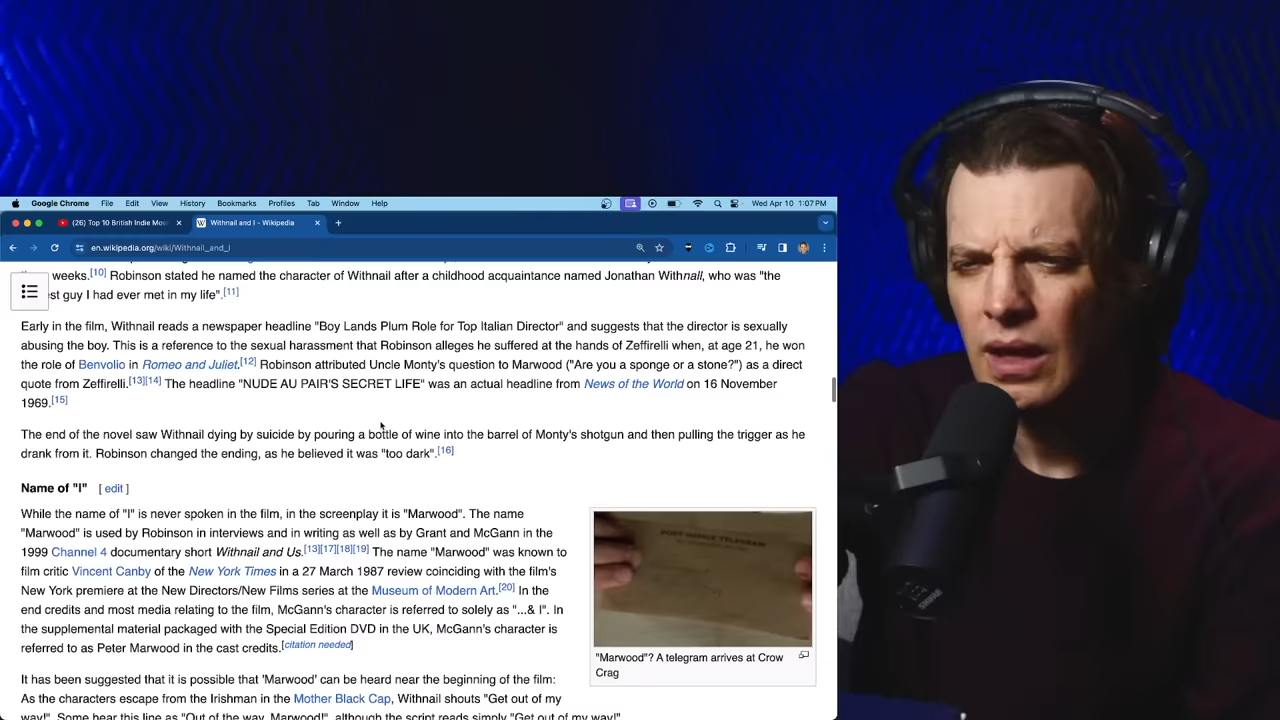 Google Chrome File Edit View History Bookmarks Profiles Tab Window Help Wed Apr 10 1:07PM
(26) Top 10 British Indie Mo Withnail and I - Wikipedia
en.wikipedia.org/wiki/Withnail_and_I
weeks.[10] Robinson stated he named the character of Withnail after a childhood acquaintance named Jonathan Withnall, who was "the
est guy I had ever met in my life".[11]
Early in the film, Withnail reads a newspaper headline "Boy Lands Plum Role for Top Italian Director" and suggests that the director is sexually
abusing the boy. This is a reference to the sexual harassment that Robinson alleges he suffered at the hands of Zeffirelli when, at age 21, he won
the role of Benvolio in Romeo and Juliet.[12] Robinson attributed Uncle Monty's question to Marwood ("Are you a sponge or a stone?") as a direct
quote from Zeffirelli.[13][14] The headline "NUDE AU PAIR'S SECRET LIFE" was an actual headline from News of the World on 16 November
1969.[15]
The end of the novel saw Withnail dying by suicide by pouring a bottle of wine into the barrel of Monty's shotgun and then pulling the trigger as he
drank from it. Robinson changed the ending, as he believed it was "too dark".[16]
Name of "I" [ edit ]
While the name of "I" is never spoken in the film, in the screenplay it is "Marwood". The name
"Marwood" is used by Robinson in interviews and in writing as well as by Grant and McGann in the
1999 Channel 4 documentary short Withnail and Us.[13][17][18][19] The name "Marwood" was known to
film critic Vincent Canby of the New York Times in a 27 March 1987 review coinciding with the film's
New York premiere at the New Directors/New Films series at the Museum of Modern Art.[20] In the
end credits and most media relating to the film, McGann's character is referred to solely as "...& I". In
the supplemental material packaged with the Special Edition DVD in the UK, McGann's character is
referred to as Peter Marwood in the cast credits.[citation needed]
POST OFFICE TELEGRAM
"Marwood"? A telegram arrives at Crow
Crag
It has been suggested that it is possible that 'Marwood' can be heard near the beginning of the film:
As the characters escape from the Irishman in the Mother Black Cap, Withnail shouts "Get out of my
way!". Some hear this line as "Out of the way, Marwood!", although the script reads simply "Get out of my way!"
SHURE